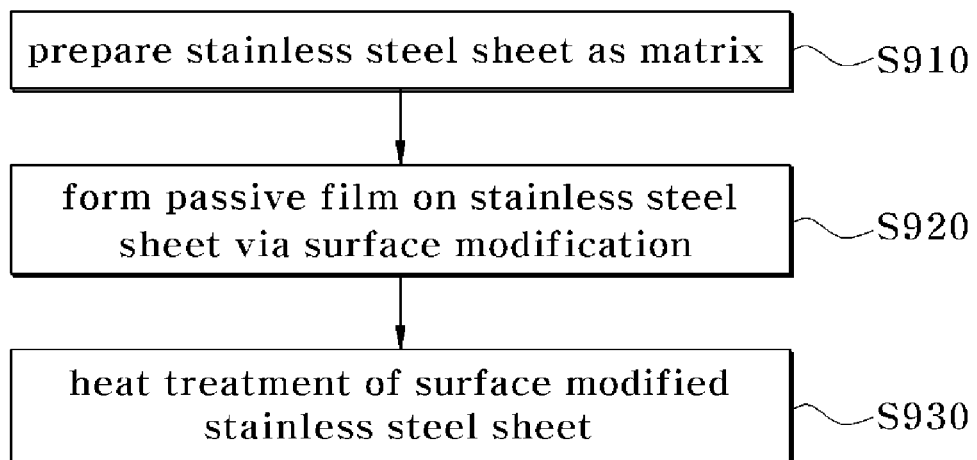 prepare stainless steel sheet as matrix
S910
form passive film on stainless steel
sheet via surface modification
S920
heat treatment of surface modified
stainless steel sheet
S930